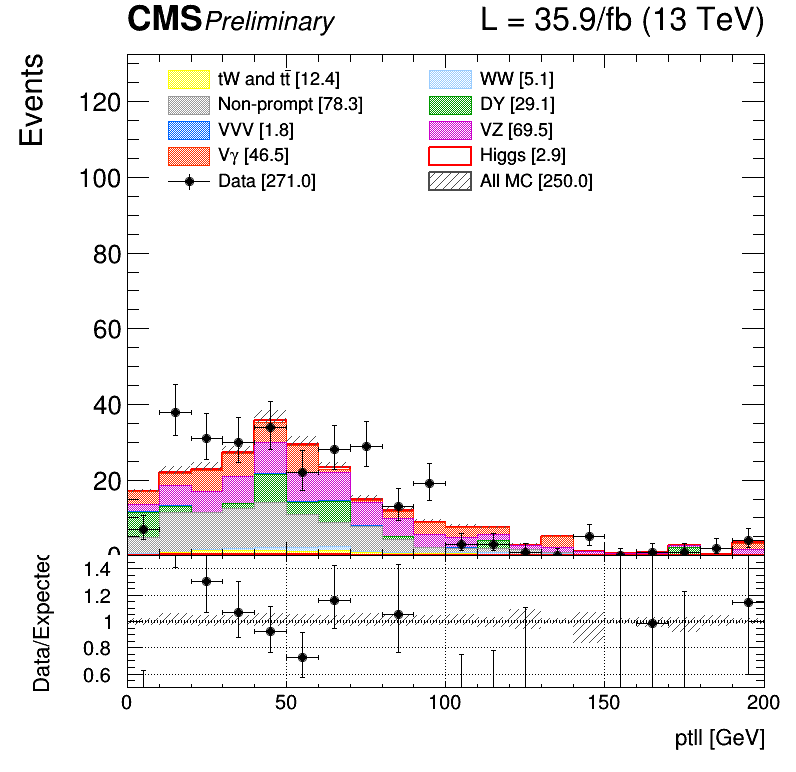 CMS Preliminary L = 35.9/fb (13 TeV)
Events
tW and tt̄ [12.4]
Non-prompt [78.3]
VVV [1.8]
Vγ [46.5]
Data [271.0]
WW [5.1]
DY [29.1]
VZ [69.5]
Higgs [2.9]
All MC [250.0]
120
100
80
60
40
20
0
Data/Expected
1.4
1.2
1
0.8
0.6
0 50 100 150 200
ptll [GeV]